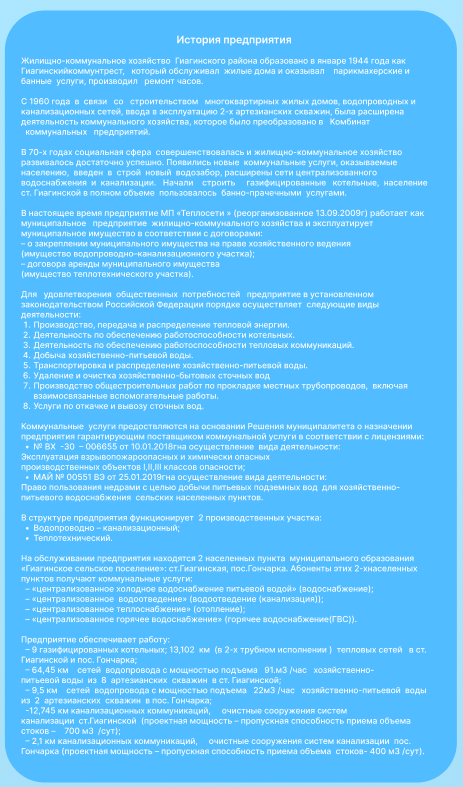 История предприятия
Жилищно-коммунальное хозяйство Гиагинского района образовано в январе 1944 года как
Гиагинскийкоммунтрест, который обслуживал жилые дома и оказывал парикмахерские и
банные услуги, производил ремонт часов.
С 1960 года в связи со строительством многоквартирных жилых домов, водопроводных и
канализационных сетей, ввода в эксплуатацию 2-х артезианских скважин, была расширена
деятельность коммунального хозяйства, которое было преобразовано в Комбинат
коммунальных предприятий.
В 70-х годах социальная сфера совершенствовалась и жилищно-коммунальное хозяйство
развивалось достаточно успешно. Появились новые коммунальные услуги, оказываемые
населению, введен в строй новый водозабор, расширены сети централизованного
водоснабжения и канализации. Начали строить газифицированные котельные, население
ст. Гиагинской в полном объеме пользовалось банно-прачечными услугами.
В настоящее время предприятие МП «Теплосети » (реорганизованное 13.09.2009г) работает как
муниципальное предприятие жилищно-коммунального хозяйства и эксплуатирует
муниципальное имущество в соответствии с договорами:
– о закреплении муниципального имущества на праве хозяйственного ведения
(имущество водопроводно-канализационного участка);
– договора аренды муниципального имущества
(имущество теплотехнического участка).
Для удовлетворения общественных потребностей предприятие в установленном
законодательством Российской Федерации порядке осуществляет следующие виды
деятельности:
1. Производство, передача и распределение тепловой энергии.
2. Деятельность по обеспечению работоспособности котельных.
3. Деятельность по обеспечению работоспособности тепловых коммуникаций.
4. Добыча хозяйственно-питьевой воды.
5. Транспортировка и распределение хозяйственно-питьевой воды.
6. Удаление и очистка хозяйственно-бытовых сточных вод
7. Производство общестроительных работ по прокладке местных трубопроводов, включая
взаимосвязанные вспомогательные работы.
8. Услуги по откачке и вывозу сточных вод.
Коммунальные услуги предоставляются на основании Решения муниципалитета о назначении
предприятия гарантирующим поставщиком коммунальной услуги в соответствии с лицензиями:
• № ВХ -30 – 006655 от 10.01.2018гна осуществление вида деятельности:
Эксплуатация взрывопожароопасных и химически опасных
производственных объектов I,II,III классов опасности;
• МАЙ № 00551 ВЭ от 25.01.2019гна осуществление вида деятельности:
Право пользования недрами с целью добычи питьевых подземных вод для хозяйственно-
питьевого водоснабжения сельских населенных пунктов.
В структуре предприятия функционирует 2 производственных участка:
• Водопроводно – канализационный;
• Теплотехнический.
На обслуживании предприятия находятся 2 населенных пункта муниципального образования
«Гиагинское сельское поселение»: ст.Гиагинская, пос.Гончарка. Абоненты этих 2-хнаселенных
пунктов получают коммунальные услуги:
– «централизованное холодное водоснабжение питьевой водой» (водоснабжение);
– «централизованное водоотведение» (водоотведение (канализация));
– «централизованное теплоснабжение» (отопление);
– «централизованное горячее водоснабжение» (горячее водоснабжение(ГВС)).
Предприятие обеспечивает работу:
– 9 газифицированных котельных; 13,102 км (в 2-х трубном исполнении ) тепловых сетей в ст.
Гиагинской и пос. Гончарка;
– 64,45 км сетей водопровода с мощностью подъема 91.м3 /час хозяйственно-
питьевой воды из 8 артезианских скважин в ст. Гиагинской;
– 9,5 км сетей водопровода с мощностью подъема 22м3 /час хозяйственно-питьевой воды
из 2 артезианских скважин в пос. Гончарка;
-12,745 км канализационных коммуникаций, очистные сооружения систем
канализации ст.Гиагинской (проектная мощность – пропускная способность приема объема
стоков – 700 м3 /сут);
– 2,1 км канализационных коммуникаций, очистные сооружения систем канализации пос.
Гончарка (проектная мощность – пропускная способность приема объема стоков- 400 м3 /сут).